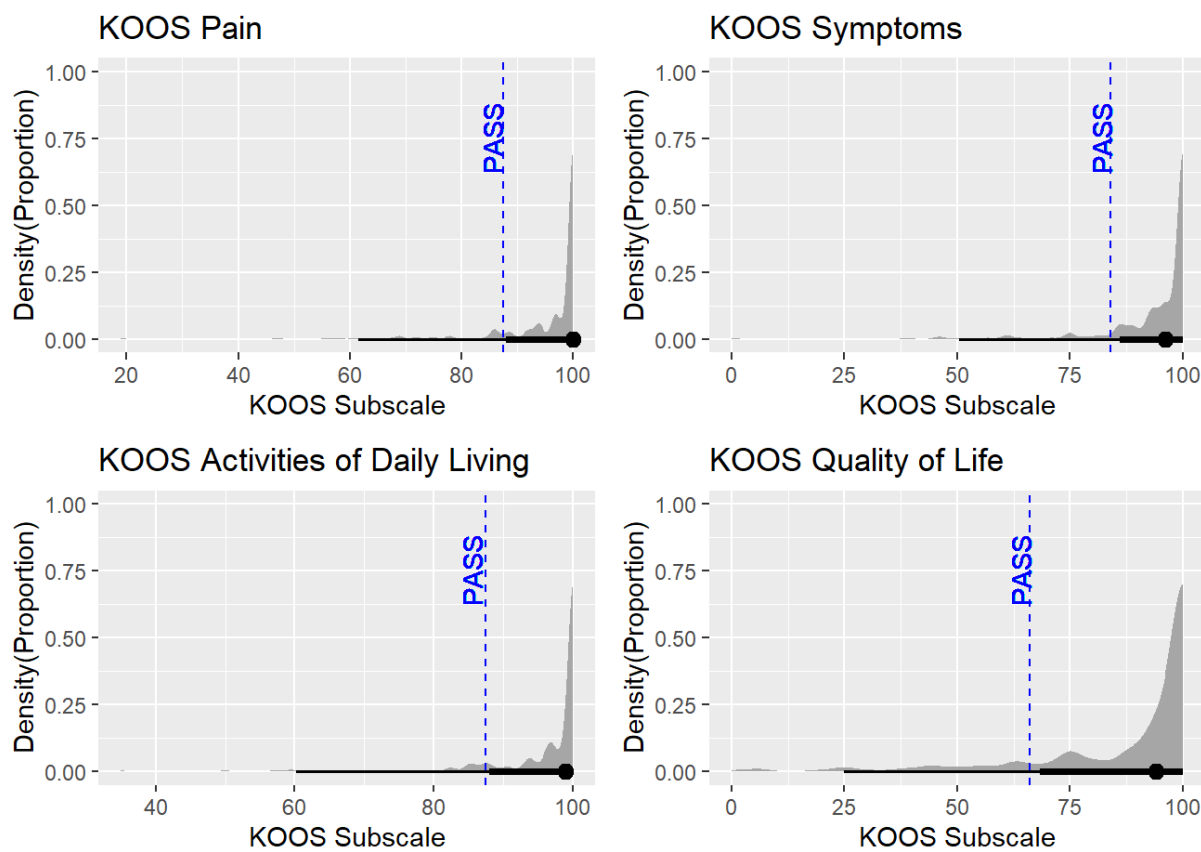 KOOS Pain
1.00
0.75
0.50
0.25
0.00
Density(Proportion)
PASS
20 40 60 80 100
KOOS Subscale
KOOS Symptoms
1.00
0.75
0.50
0.25
0.00
Density(Proportion)
PASS
0 25 50 75 100
KOOS Subscale
KOOS Activities of Daily Living
1.00
0.75
0.50
0.25
0.00
Density(Proportion)
PASS
40 60 80 100
KOOS Subscale
KOOS Quality of Life
1.00
0.75
0.50
0.25
0.00
Density(Proportion)
PASS
0 25 50 75 100
KOOS Subscale